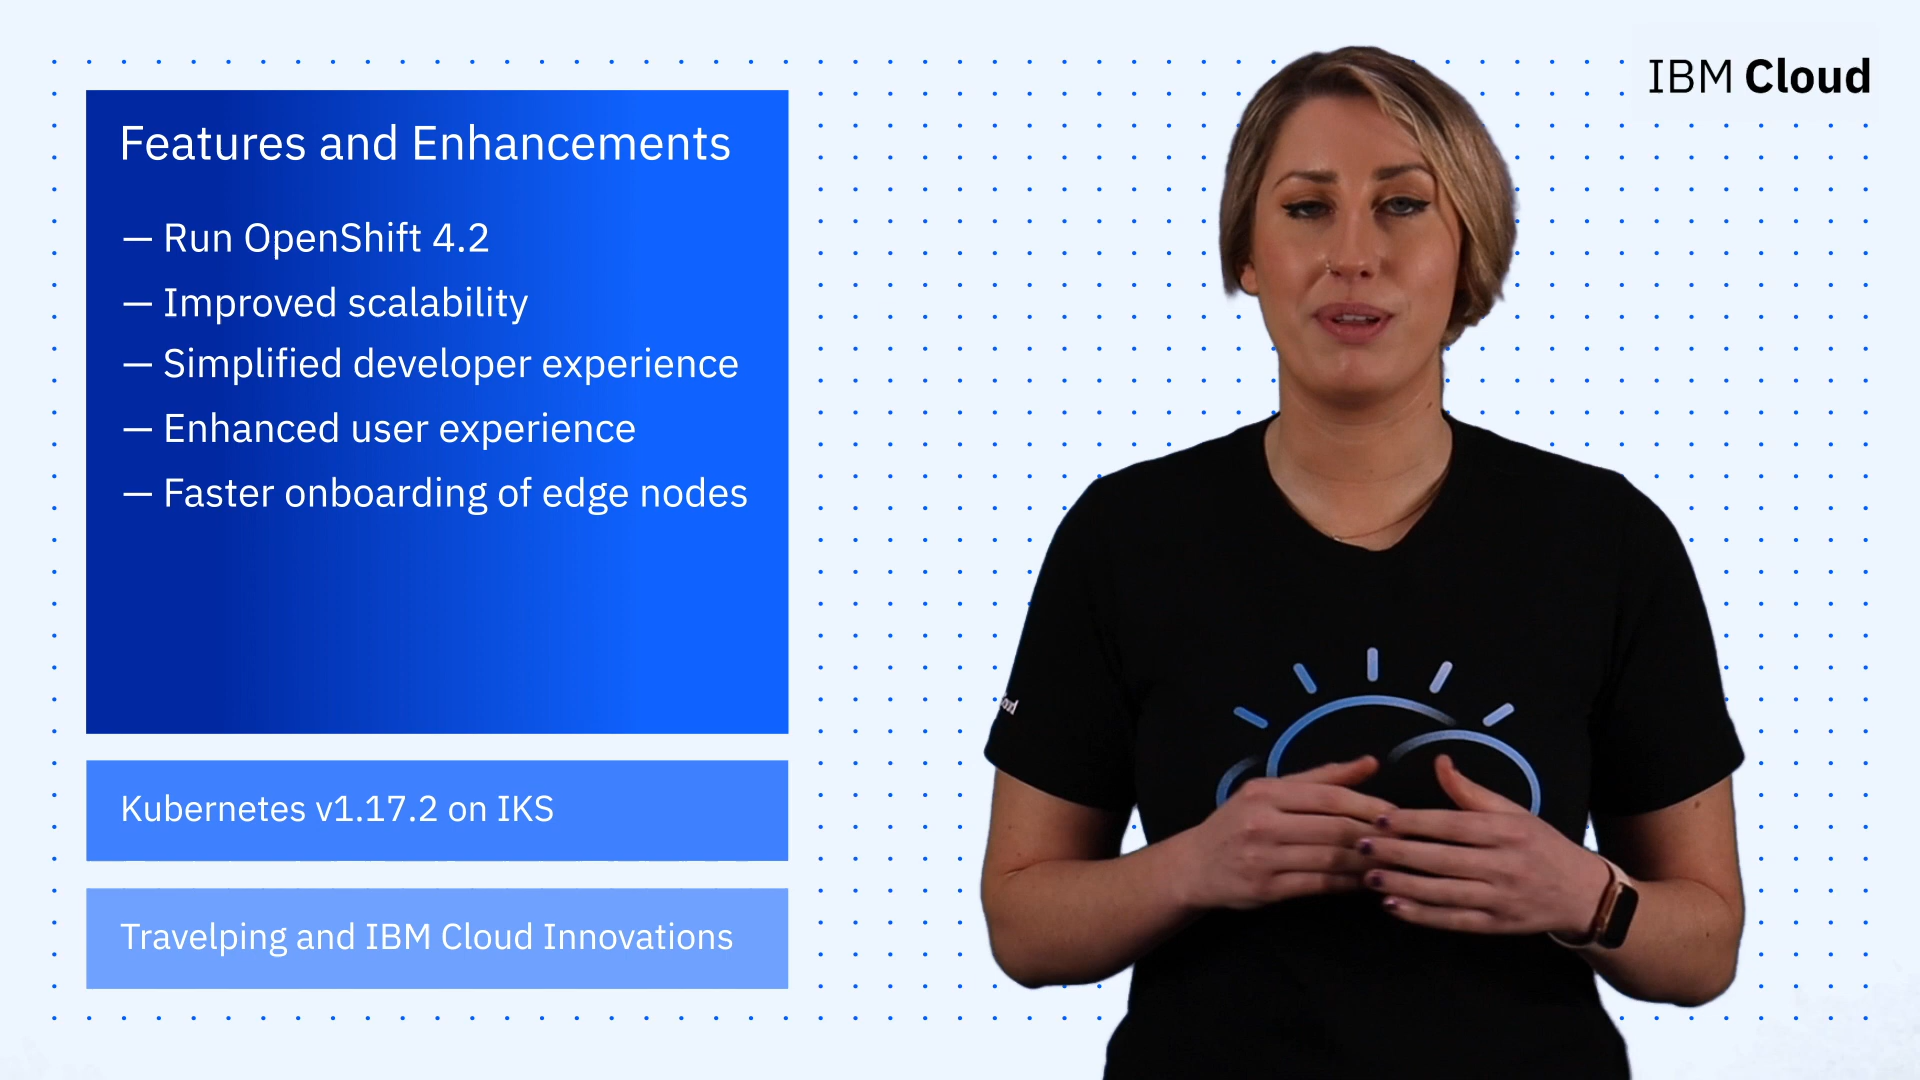 IBM Cloud
Features and Enhancements
— Run OpenShift 4.2
— Improved scalability
— Simplified developer experience
— Enhanced user experience
— Faster onboarding of edge nodes
Kubernetes v1.17.2 on IKS
Travelping and IBM Cloud Innovations